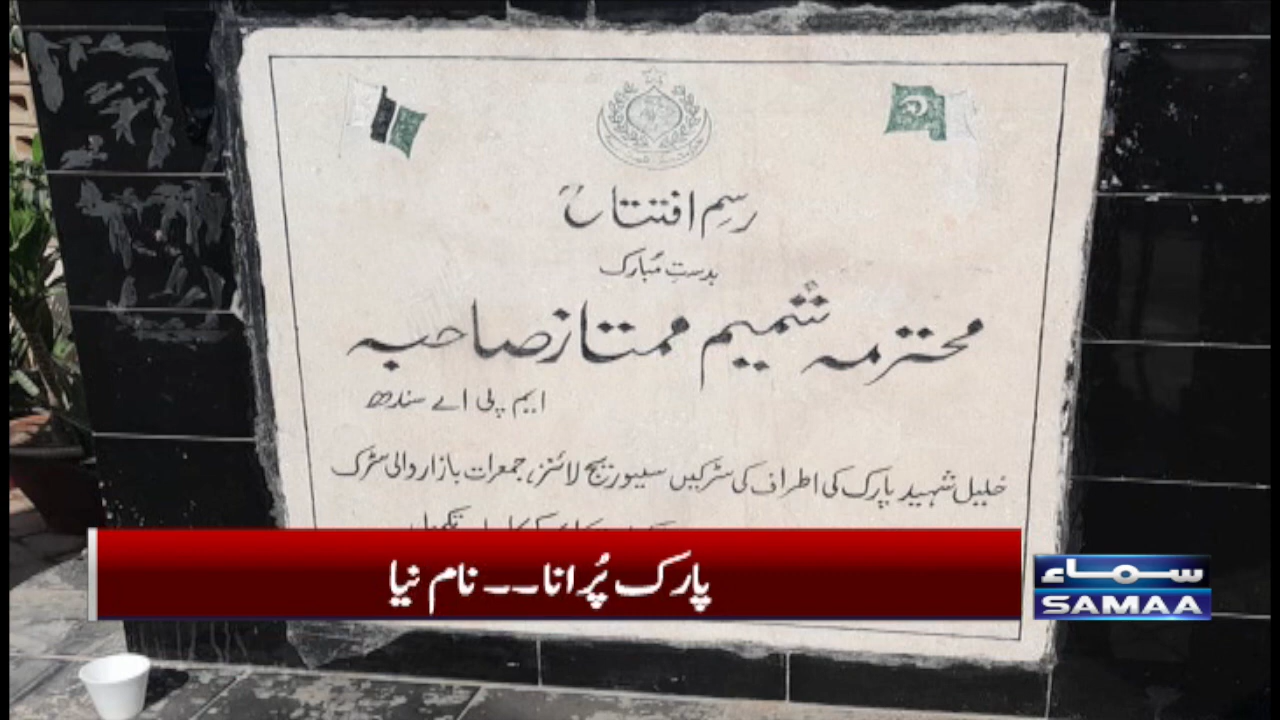 رسمِ افتتاح
بدستِ مُبارک
محترمہ شمیم ممتاز صاحبہ
ایم پی اے سندھ
خلیل شہید پارک کی اطراف کی سڑکیں سیوریج لائنز، جمعرات بازار والی سڑک
پارک پُرانا۔۔ نام نیا
سماء
SAMAA